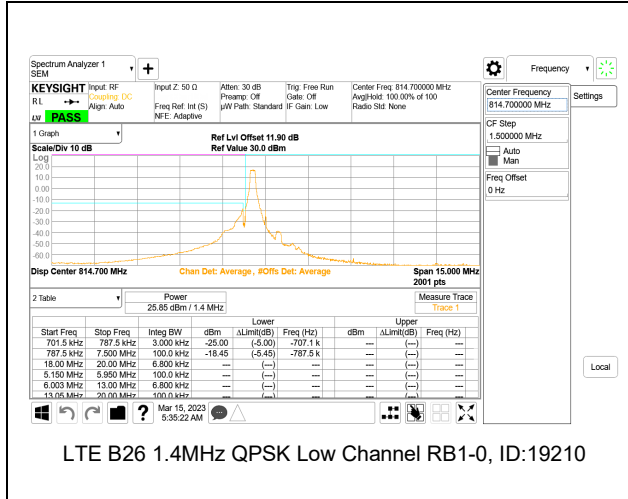 Spectrum Analyzer 1
SEM
Frequency
KEYSIGHT Input: RF Input Z: 50 Ω Atten: 30 dB Trig: Free Run Center Freq: 814.700000 MHz
RL Coupling: DC Preamp: Off Gate: Off Avg|Hold: 100.00% of 100
Align: Auto Freq Ref: Int (S) µW Path: Standard IF Gain: Low Radio Std: None
LXI PASS NFE: Adaptive
Center Frequency
814.700000 MHz
Settings
CF Step
1.500000 MHz
Auto
Man
Freq Offset
0 Hz
1 Graph
Ref Lvl Offset 11.90 dB
Scale/Div 10 dB Ref Value 30.0 dBm
Log
20.0
10.0
0.00
-10.0
-20.0
-30.0
-40.0
-50.0
-60.0
Disp Center 814.700 MHz Chan Det: Average, #Offs Det: Average Span 15.000 MHz
2001 pts
2 Table Power Measure Trace
25.85 dBm / 1.4 MHz Trace 1
Lower Upper
Start Freq Stop Freq Integ BW dBm ΔLimit(dB) Freq (Hz) dBm ΔLimit(dB) Freq (Hz)
701.5 kHz 787.5 kHz 3.000 kHz -25.00 (-5.00) -707.1 k --- (---) ---
787.5 kHz 7.500 MHz 100.0 kHz -18.45 (-5.45) -787.5 k --- (---) ---
18.00 MHz 20.00 MHz 6.800 kHz --- (---) --- --- (---) ---
5.150 MHz 5.950 MHz 100.0 kHz --- (---) --- --- (---) ---
6.003 MHz 13.00 MHz 6.800 kHz --- (---) --- --- (---) ---
13.05 MHz 20.00 MHz 100.0 kHz --- (---) --- --- (---) ---
Local
? Mar 15, 2023
5:35:22 AM
LTE B26 1.4MHz QPSK Low Channel RB1-0, ID:19210